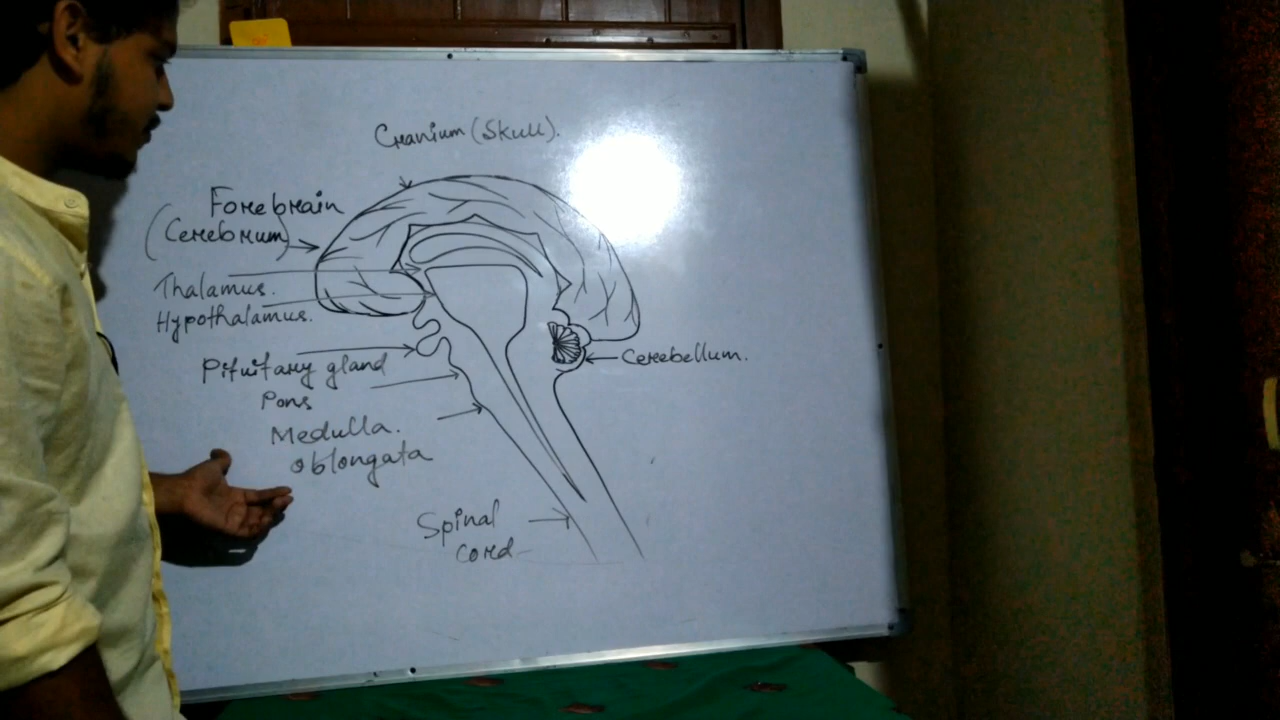 Cranium (Skull).
Forebrain
(Cerebrum)
Thalamus.
Hypothalamus.
Pituitary gland
Pons
Medulla.
oblongata
Cerebellum.
Spinal
cord